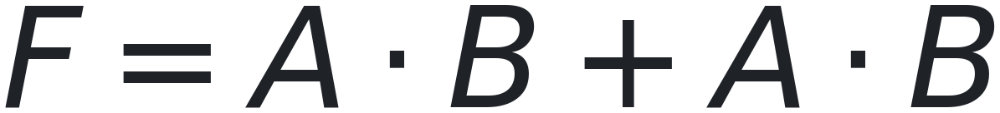 F = A · B + A · B